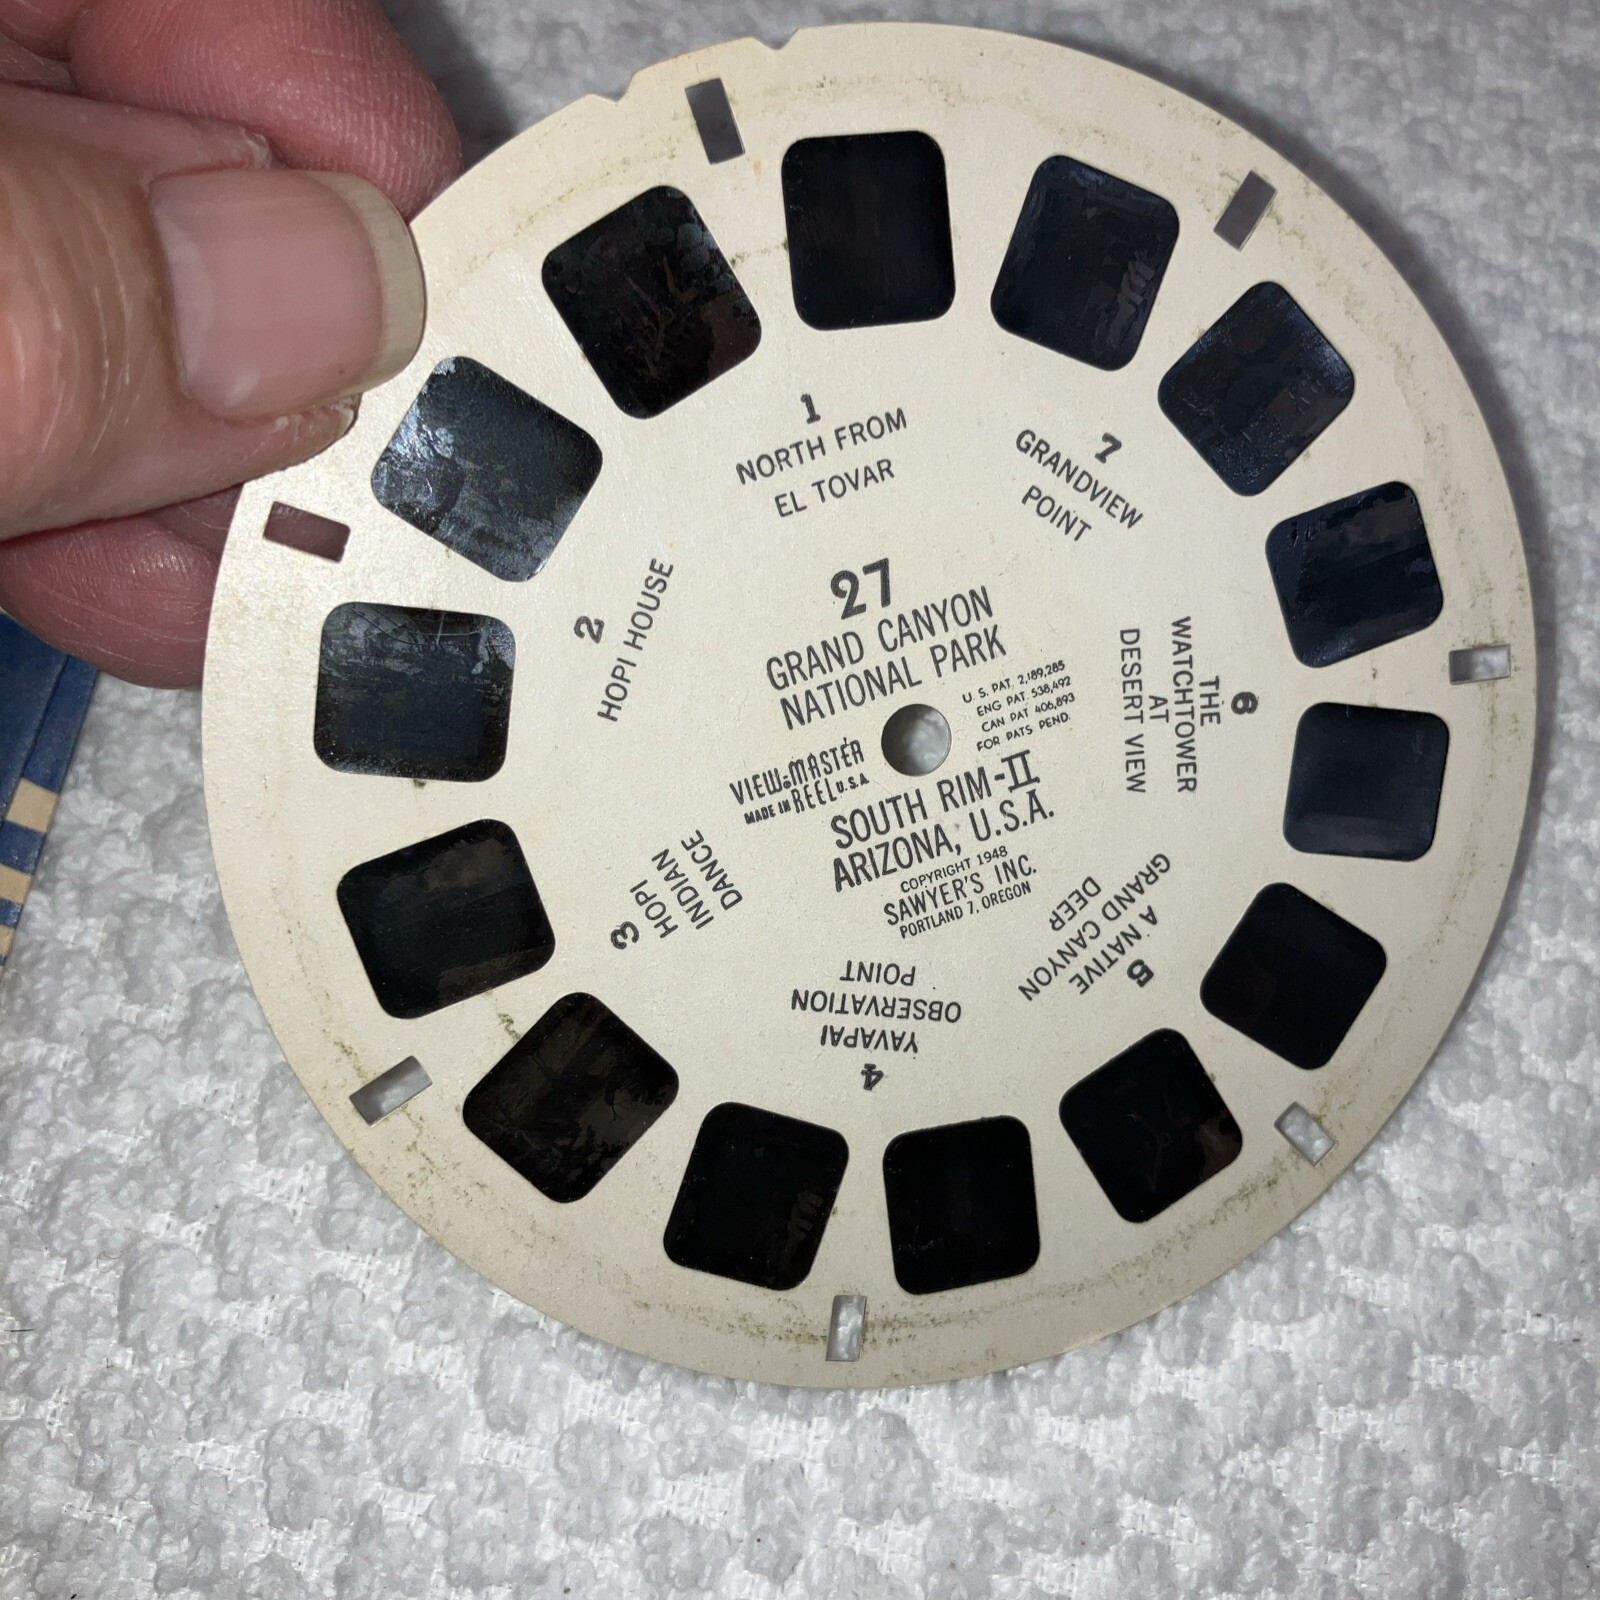 1
NORTH FROM
EL TOVAR
2
HOPI HOUSE
3
HOPI
INDIAN
DANCE
4
YAVAPAI
OBSERVATION
POINT
5
A NATIVE
GRAND CANYON
DEER
6
THE
WATCHTOWER
AT
DESERT VIEW
7
GRANDVIEW
POINT
27
GRAND CANYON
NATIONAL PARK
U. S. PAT. 2,189,285
ENG PAT. 538,492
CAN PAT 406,893
FOR PATS PEND.
VIEW-MASTER
MADE IN REEL U.S.A.
SOUTH RIM-II
ARIZONA, U.S.A.
COPYRIGHT 1948
SAWYER'S INC.
PORTLAND 7, OREGON